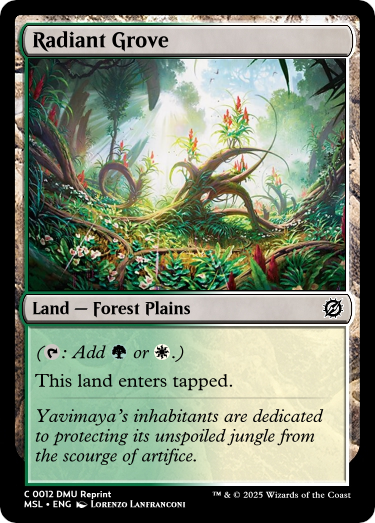 Radiant Grove
Land — Forest Plains
(: Add or .)
This land enters tapped.
Yavimaya's inhabitants are dedicated
to protecting its unspoiled jungle from
the scourge of artifice.
C 0012 DMU Reprint
MSL • ENG Lorenzo Lanfranconi
™ & © 2025 Wizards of the Coast